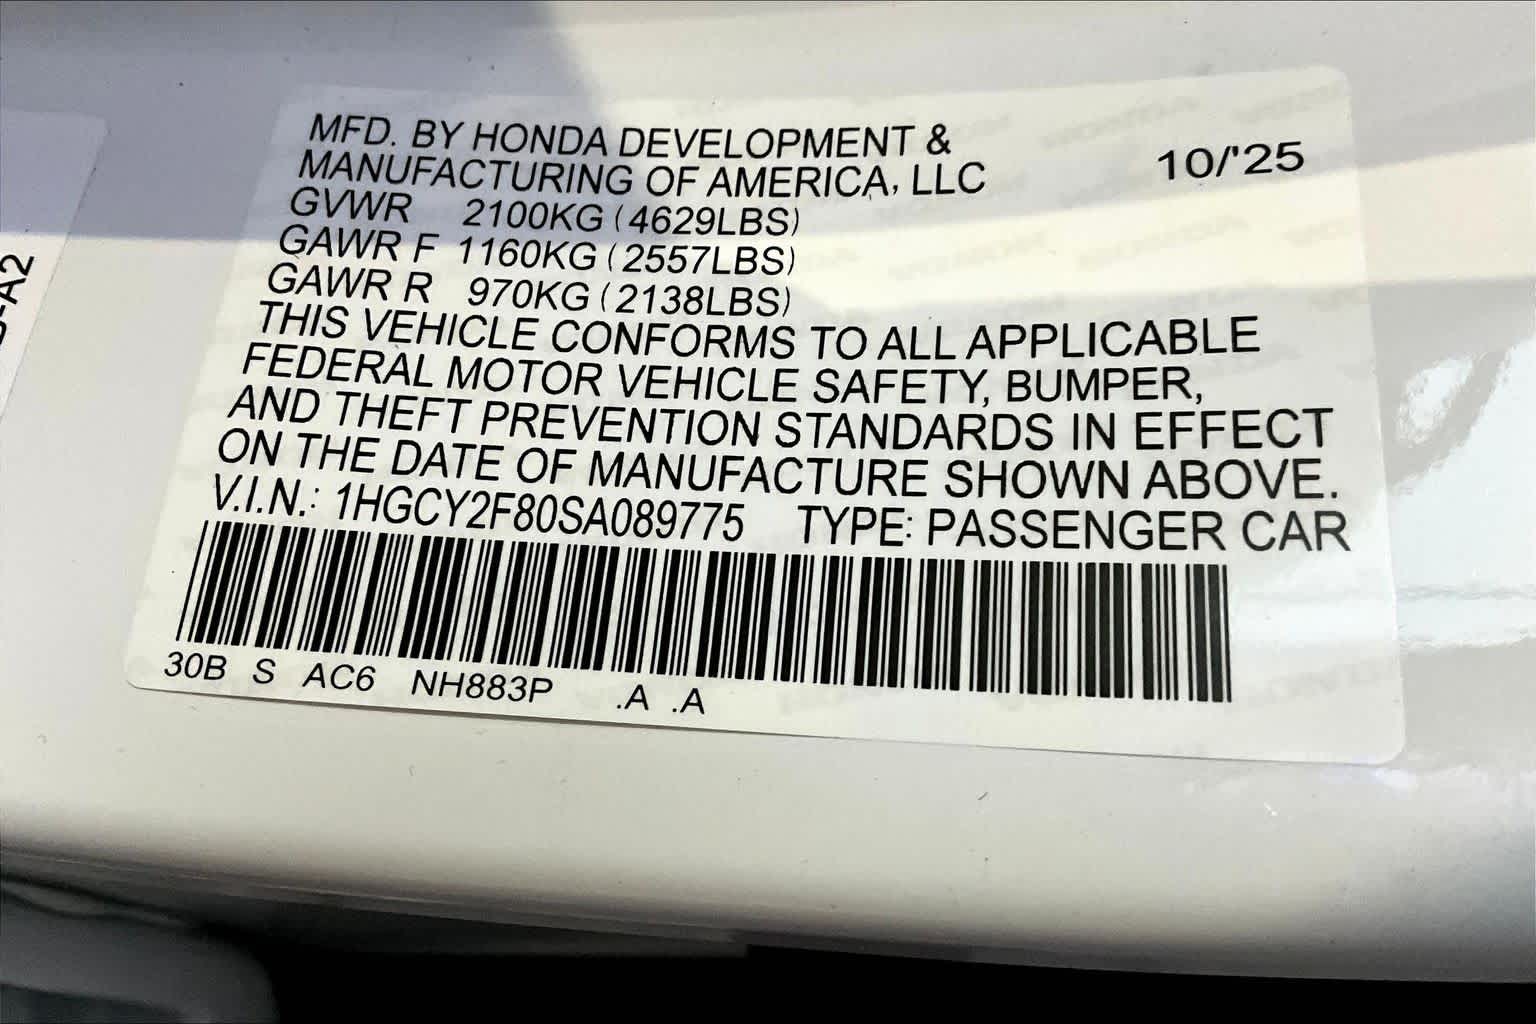 MFD. BY HONDA DEVELOPMENT &
MANUFACTURING OF AMERICA, LLC
10/'25
GVWR 2100KG (4629LBS)
GAWR F 1160KG (2557LBS)
GAWR R 970KG (2138LBS)
THIS VEHICLE CONFORMS TO ALL APPLICABLE
FEDERAL MOTOR VEHICLE SAFETY, BUMPER,
AND THEFT PREVENTION STANDARDS IN EFFECT
ON THE DATE OF MANUFACTURE SHOWN ABOVE.
V.I.N.: 1HGCY2F80SA089775 TYPE: PASSENGER CAR
30B S AC6 NH883P .A .A